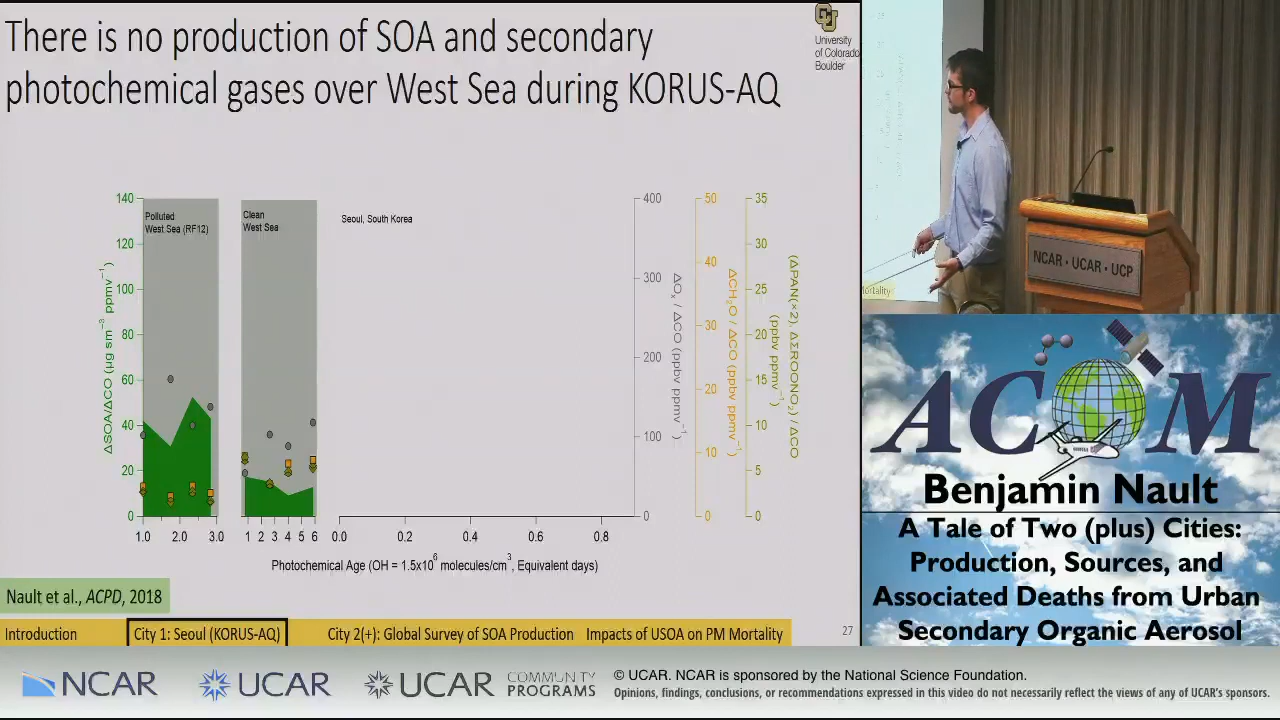 There is no production of SOA and secondary
photochemical gases over West Sea during KORUS-AQ
University
of Colorado
Boulder
140
120
100
80
60
40
20
0
ΔSOA/ΔCO (µg sm⁻³ ppmv⁻¹)
Polluted
West Sea (RF12)
Clean
West Sea
Seoul, South Korea
1.0 2.0 3.0
1 2 3 4 5 6
0.0 0.2 0.4 0.6 0.8
Photochemical Age (OH = 1.5x10⁶ molecules/cm³, Equivalent days)
400
300
200
100
0
ΔOₓ / ΔCO (ppbv ppmv⁻¹)
50
40
30
20
10
0
ΔCH₂O / ΔCO (ppbv ppmv⁻¹)
35
30
25
20
15
10
5
0
(ΔPAN(×2), ΔΣROONO₂) / ΔCO
(ppbv ppmv⁻¹)
Nault et al., ACPD, 2018
Introduction City 1: Seoul (KORUS-AQ) City 2(+): Global Survey of SOA Production Impacts of USOA on PM Mortality
27
Mortality
NCAR • UCAR • UCP
ACOM
Benjamin Nault
A Tale of Two (plus) Cities:
Production, Sources, and
Associated Deaths from Urban
Secondary Organic Aerosol
NCAR
UCAR
UCAR COMMUNITY
PROGRAMS
© UCAR. NCAR is sponsored by the National Science Foundation.
Opinions, findings, conclusions, or recommendations expressed in this video do not necessarily reflect the views of any of UCAR's sponsors.